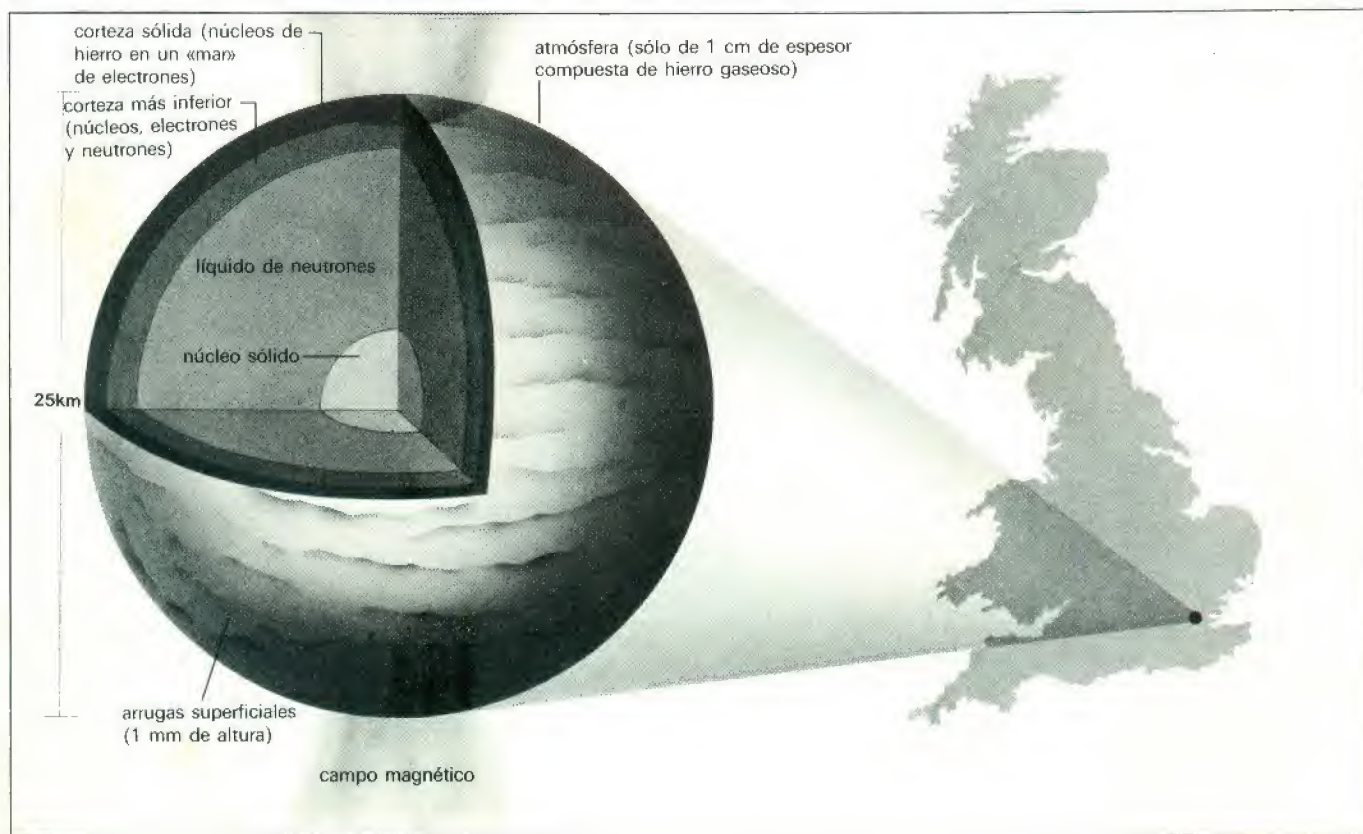 corteza sólida (núcleos de
hierro en un «mar»
de electrones)
corteza más inferior
(núcleos, electrones
y neutrones)
atmósfera (sólo de 1 cm de espesor
compuesta de hierro gaseoso)
líquido de neutrones
núcleo sólido
25km
arrugas superficiales
(1 mm de altura)
campo magnético